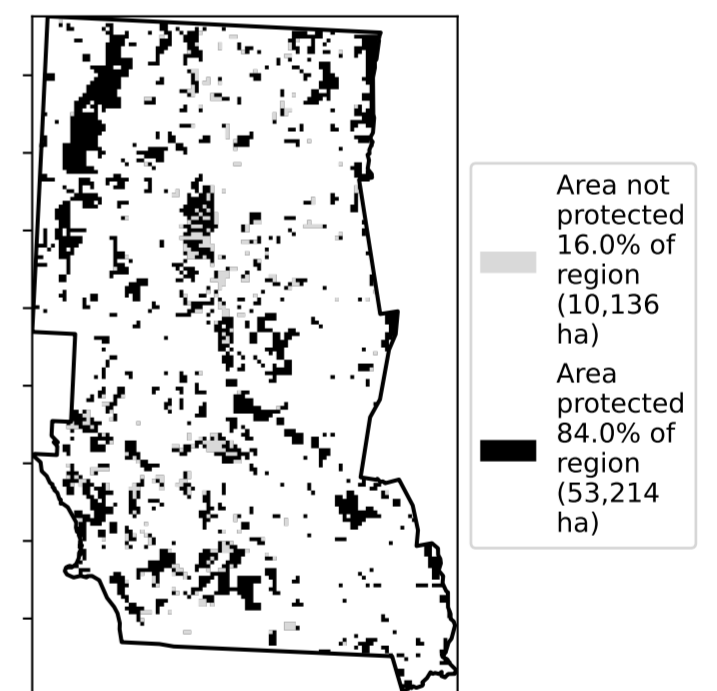 Area not
protected
16.0% of
region
(10,136
ha)
Area
protected
84.0% of
region
(53,214
ha)